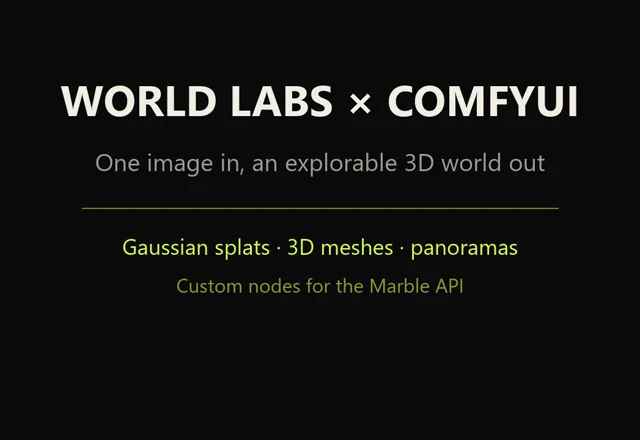 WORLD LABS × COMFYUI
One image in, an explorable 3D world out
Gaussian splats · 3D meshes · panoramas
Custom nodes for the Marble API